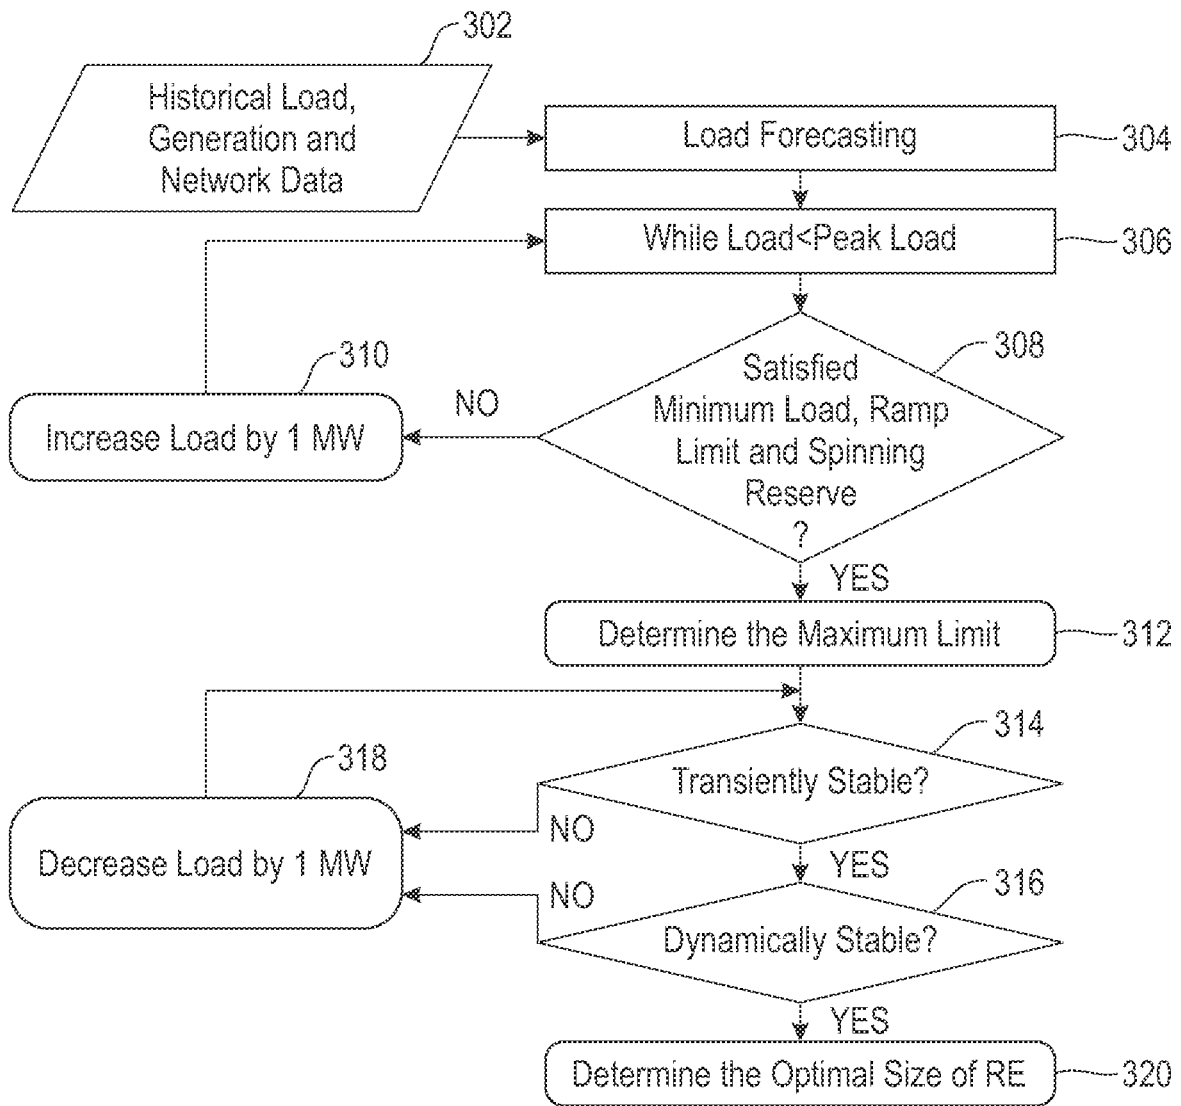 302
Historical Load,
Generation and
Network Data
Load Forecasting
304
While Load<Peak Load
306
308
Satisfied
Minimum Load, Ramp
Limit and Spinning
Reserve
?
310
NO
Increase Load by 1 MW
YES
Determine the Maximum Limit
312
314
Transiently Stable?
318
NO
Decrease Load by 1 MW
YES
316
NO
Dynamically Stable?
YES
Determine the Optimal Size of RE
320